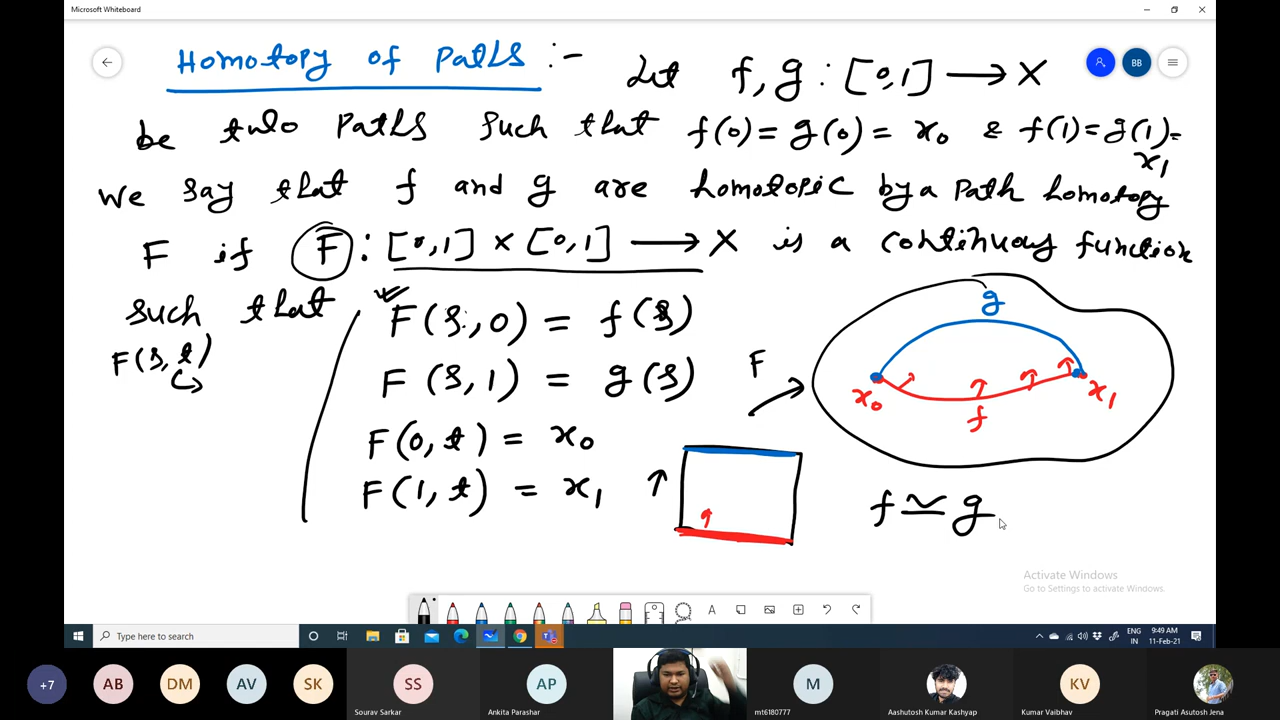 Microsoft Whiteboard
Homotopy of Paths :- Let f, g : [0,1] ⟶ X
be two Paths such that f(0) = g(0) = x₀ & f(1) = g(1) = x₁
We say that f and g are homotopic by a Path homotopy
F if F : [0,1] × [0,1] ⟶ X is a continuous function
such that
F(s,t)
F(s,0) = f(s)
F(s,1) = g(s)
F(0,t) = x₀
F(1,t) = x₁
F
g
x₀
x₁
f
f ≃ g
BB
Activate Windows
Go to Settings to activate Windows.
A
Type here to search
ENG
IN
9:49 AM
11-Feb-21
+7
AB
DM
AV
SK
SS
Sourav Sarkar
AP
Ankita Parashar
M
mt6180777
Aashutosh Kumar Kashyap
KV
Kumar Vaibhav
Pragati Asutosh Jena